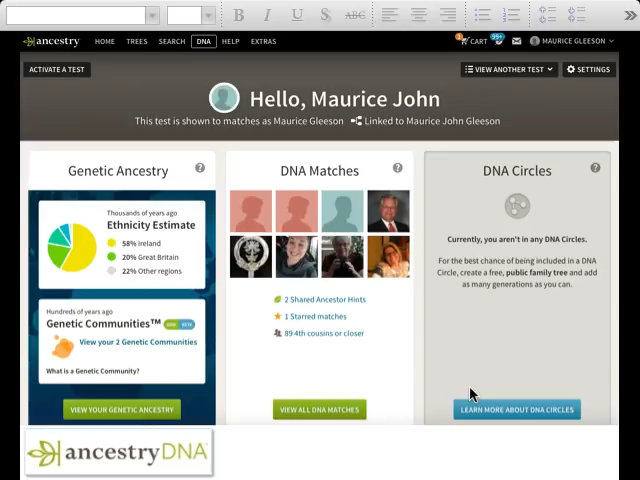 B I U S ABC
ancestry HOME TREES SEARCH DNA HELP EXTRAS CART 99+ MAURICE GLEESON
ACTIVATE A TEST VIEW ANOTHER TEST SETTINGS
Hello, Maurice John
This test is shown to matches as Maurice Gleeson Linked to Maurice John Gleeson
Genetic Ancestry ?
Thousands of years ago
Ethnicity Estimate
58% Ireland
20% Great Britain
22% Other regions
Hundreds of years ago
Genetic Communities™
View your 2 Genetic Communities
What is a Genetic Community?
VIEW YOUR GENETIC ANCESTRY
DNA Matches ?
2 Shared Ancestor Hints
1 Starred matches
89 4th cousins or closer
VIEW ALL DNA MATCHES
DNA Circles ?
Currently, you aren't in any DNA Circles.
For the best chance of being included in a DNA
Circle, create a free, public family tree and add
as many generations as you can.
LEARN MORE ABOUT DNA CIRCLES
ancestryDNA